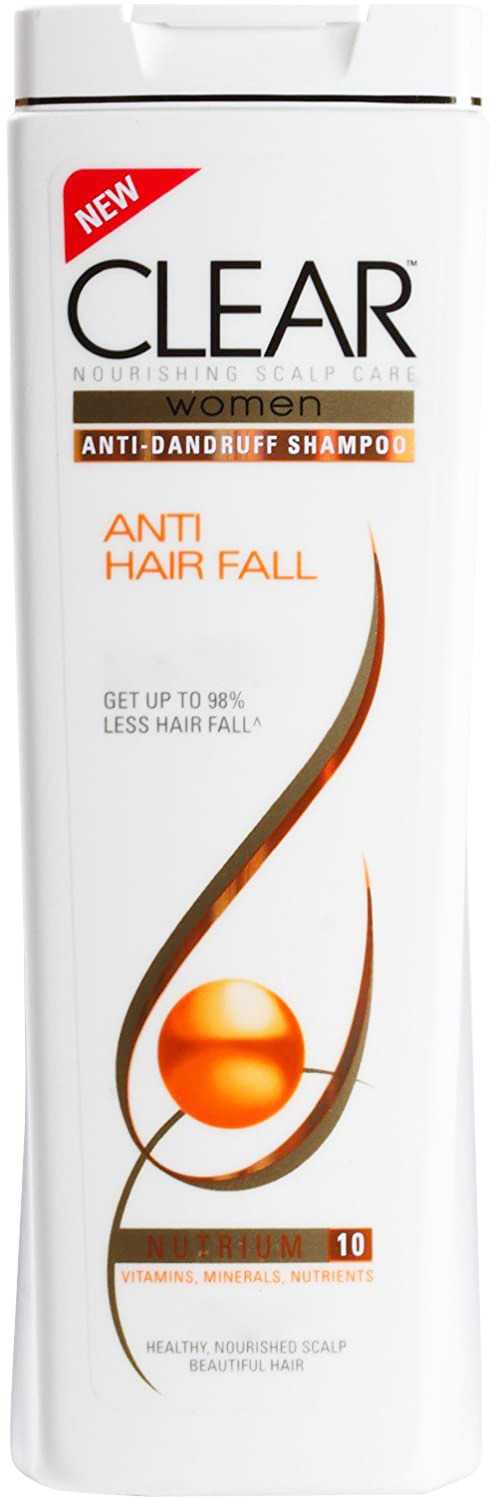 NEW
CLEAR™
NOURISHING SCALP CARE
women
ANTI-DANDRUFF SHAMPOO
ANTI
HAIR FALL
GET UP TO 98%
LESS HAIR FALL^
NUTRIUM 10
VITAMINS, MINERALS, NUTRIENTS
HEALTHY, NOURISHED SCALP
BEAUTIFUL HAIR